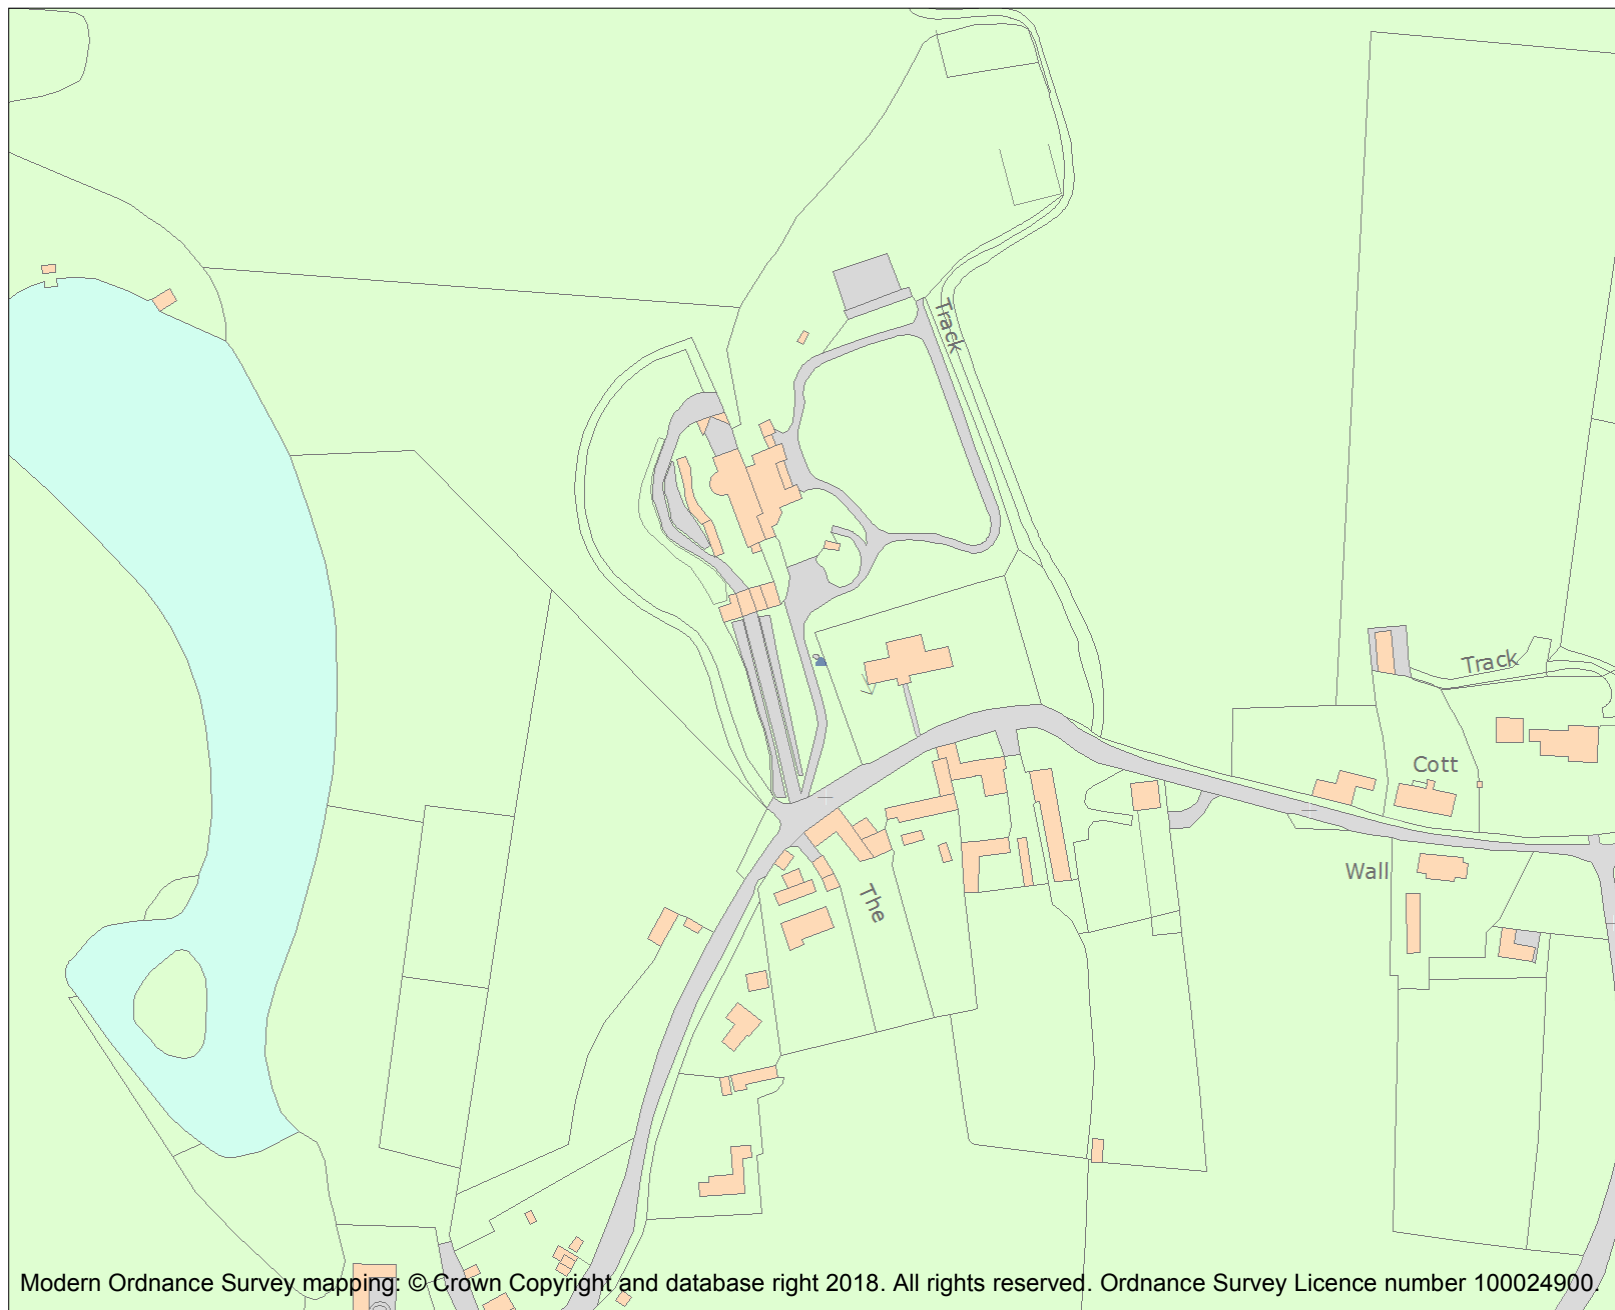 Track
Track
Cott
Wall
The
Modern Ordnance Survey mapping: © Crown Copyright and database right 2018. All rights reserved. Ordnance Survey Licence number 100024900.